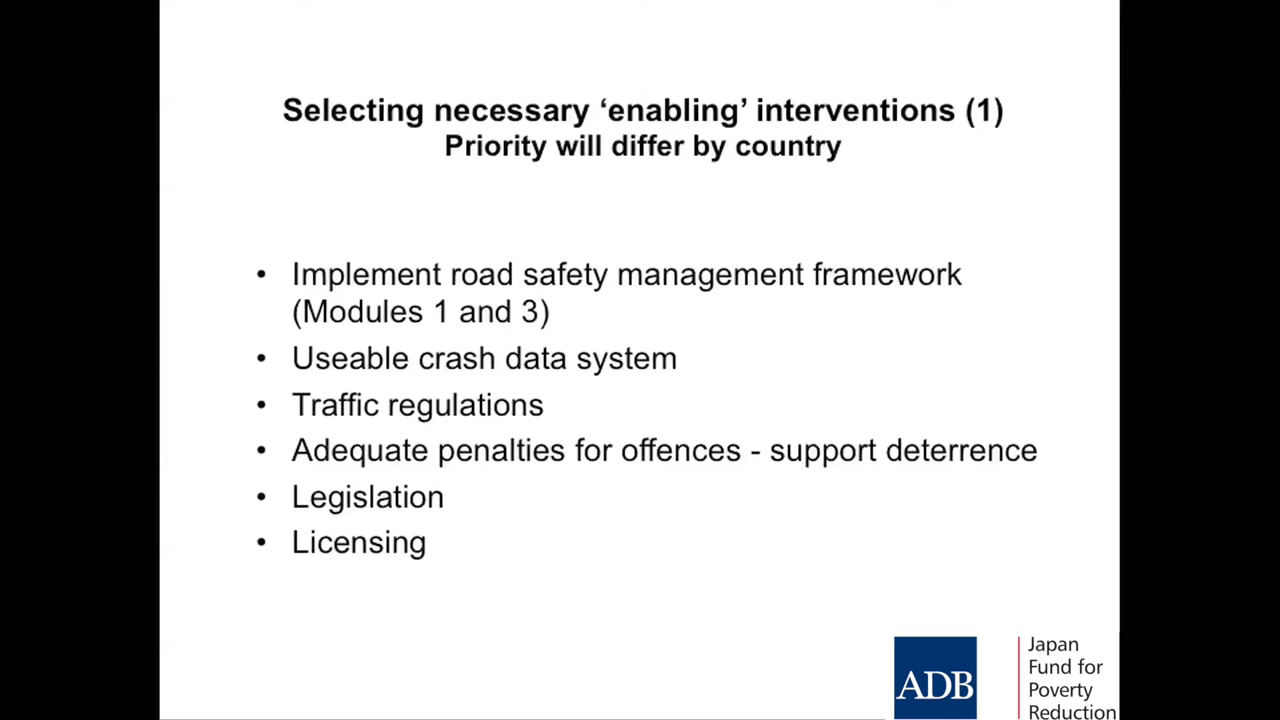 Selecting necessary ‘enabling’ interventions (1)
Priority will differ by country
• Implement road safety management framework
(Modules 1 and 3)
• Useable crash data system
• Traffic regulations
• Adequate penalties for offences - support deterrence
• Legislation
• Licensing
ADB
Japan
Fund for
Poverty
Reduction